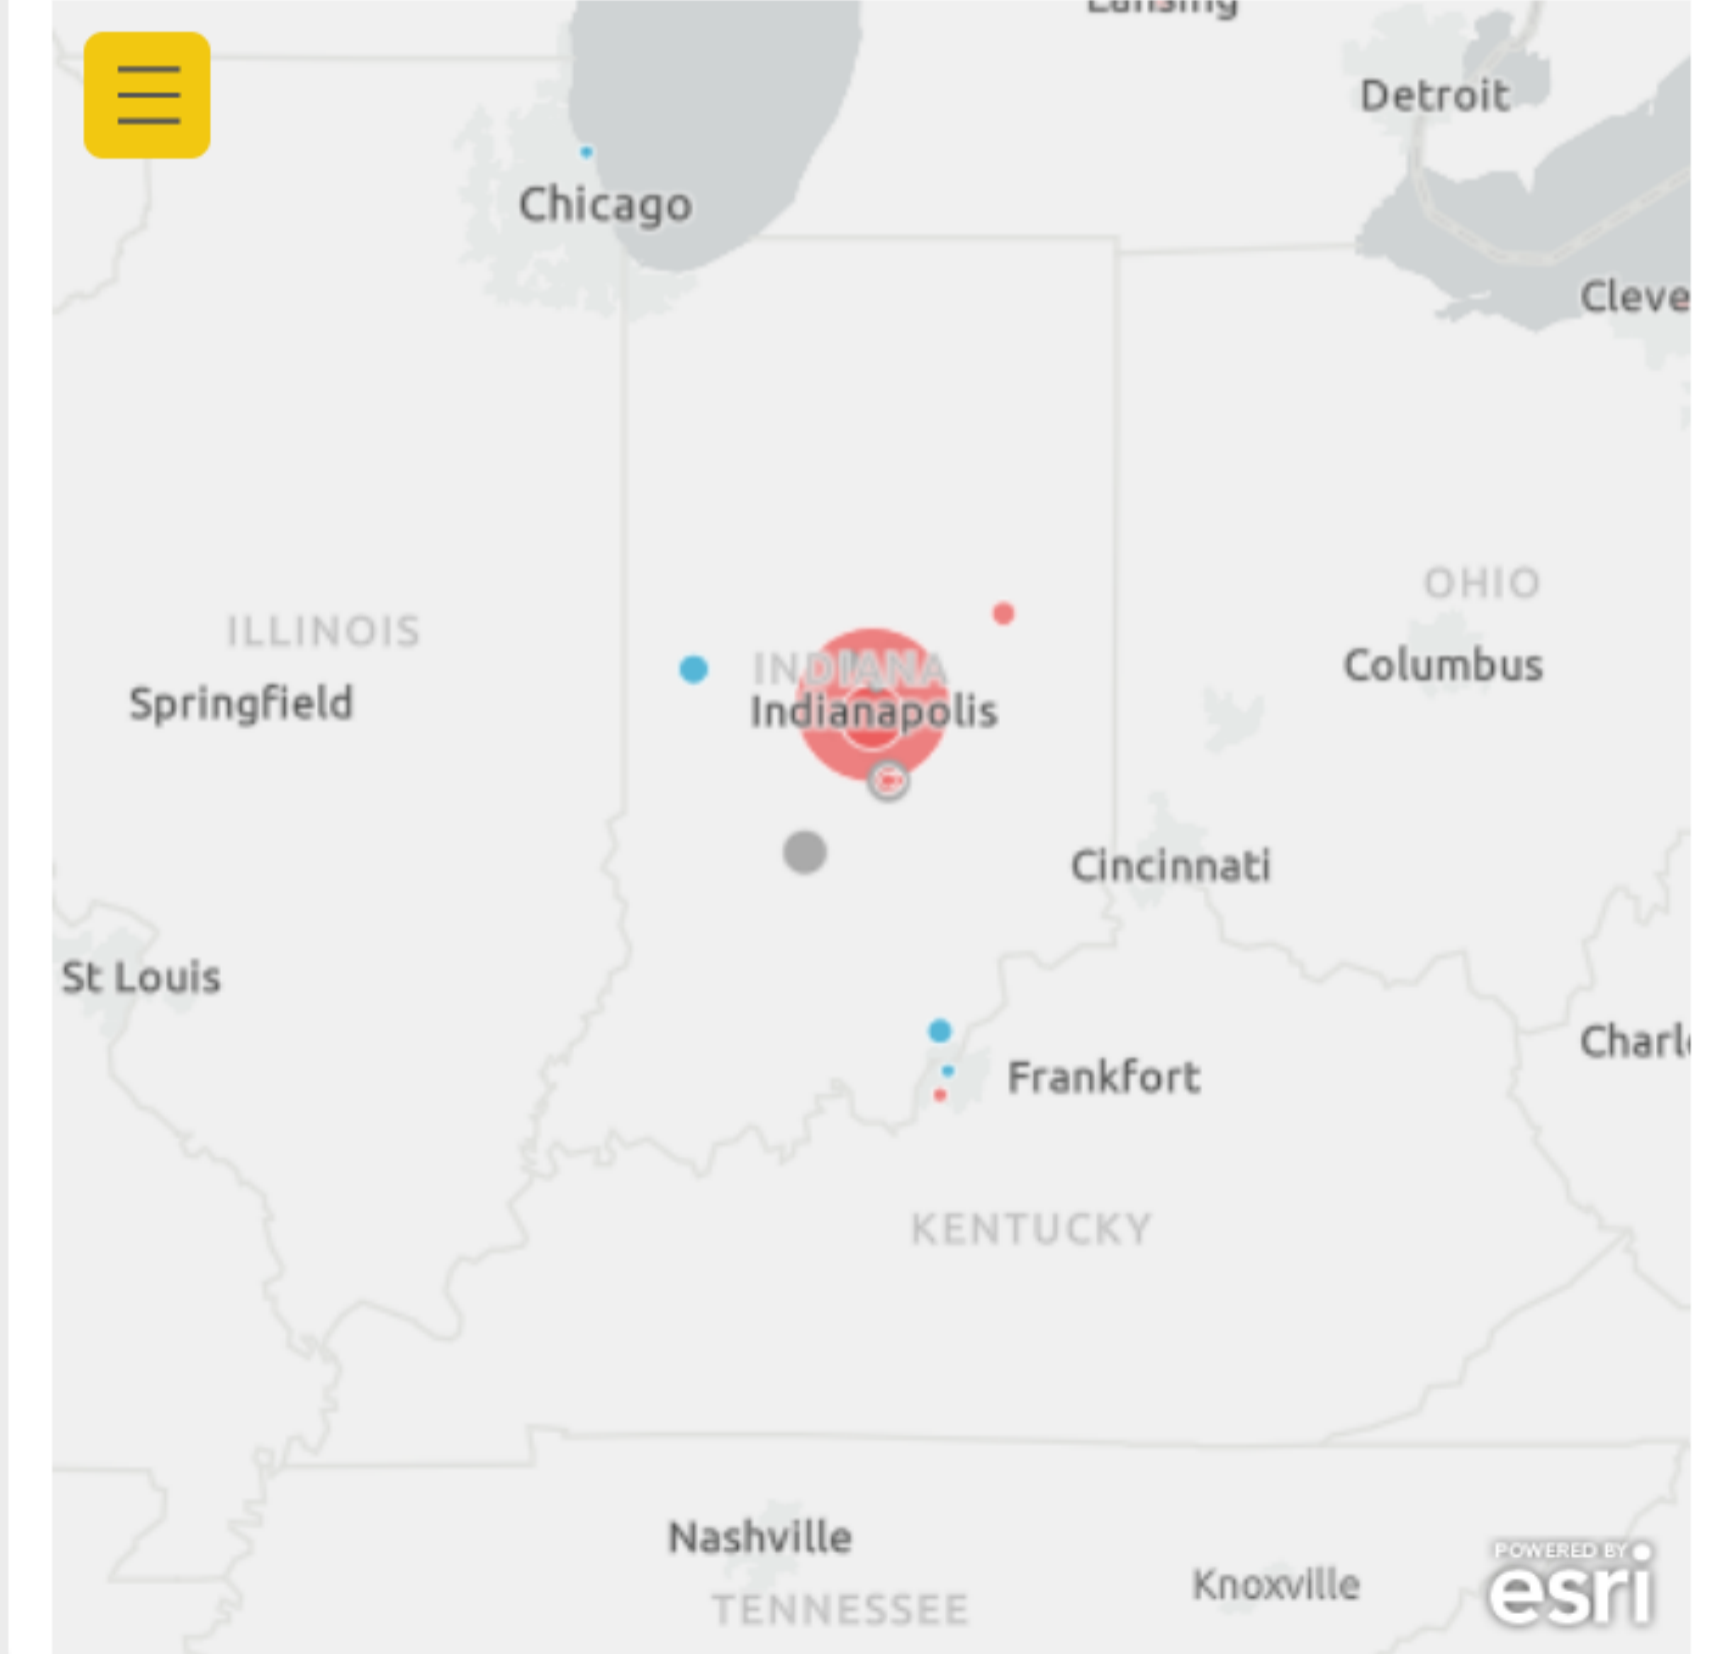 Lansing
Detroit
Chicago
Cleve
OHIO
ILLINOIS
INDIANA
Columbus
Springfield
Indianapolis
Cincinnati
St Louis
Charl
Frankfort
KENTUCKY
Nashville
POWERED BY
esri
Knoxville
TENNESSEE